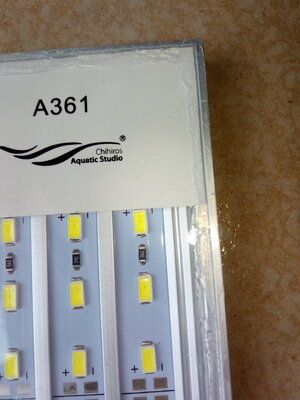 A361
®
Chihiros
Aquatic Studio
+ -
+ -
+ -